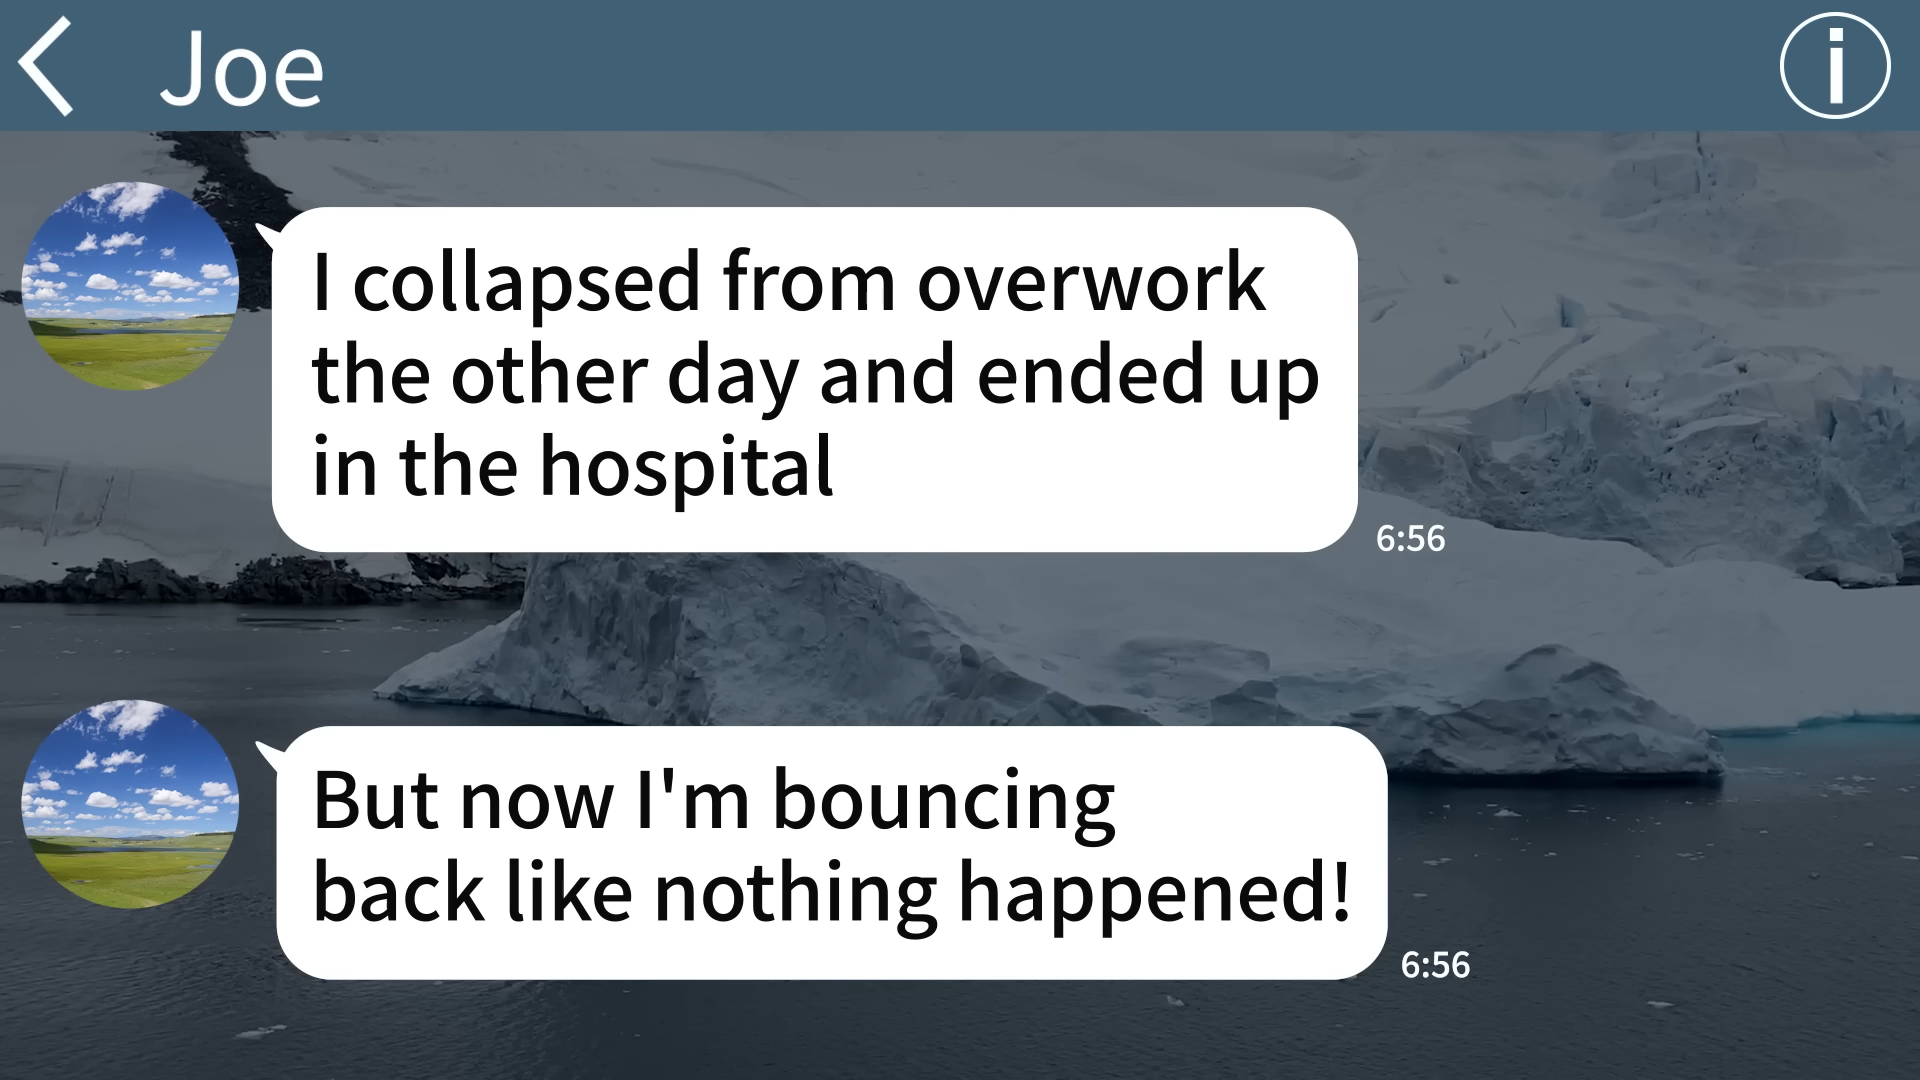 Joe
i
I collapsed from overwork
the other day and ended up
in the hospital
6:56
But now I'm bouncing
back like nothing happened!
6:56